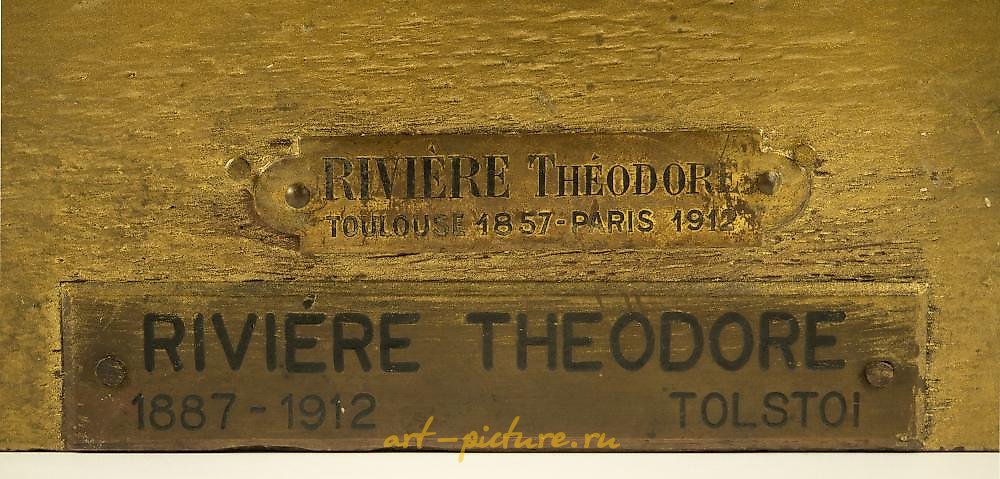 RIVIÈRE THÉODORE
TOULOUSE 1857-PARIS 1912
RIVIÉRE THEODORE
1887-1912 TOLSTOI
art-picture.ru